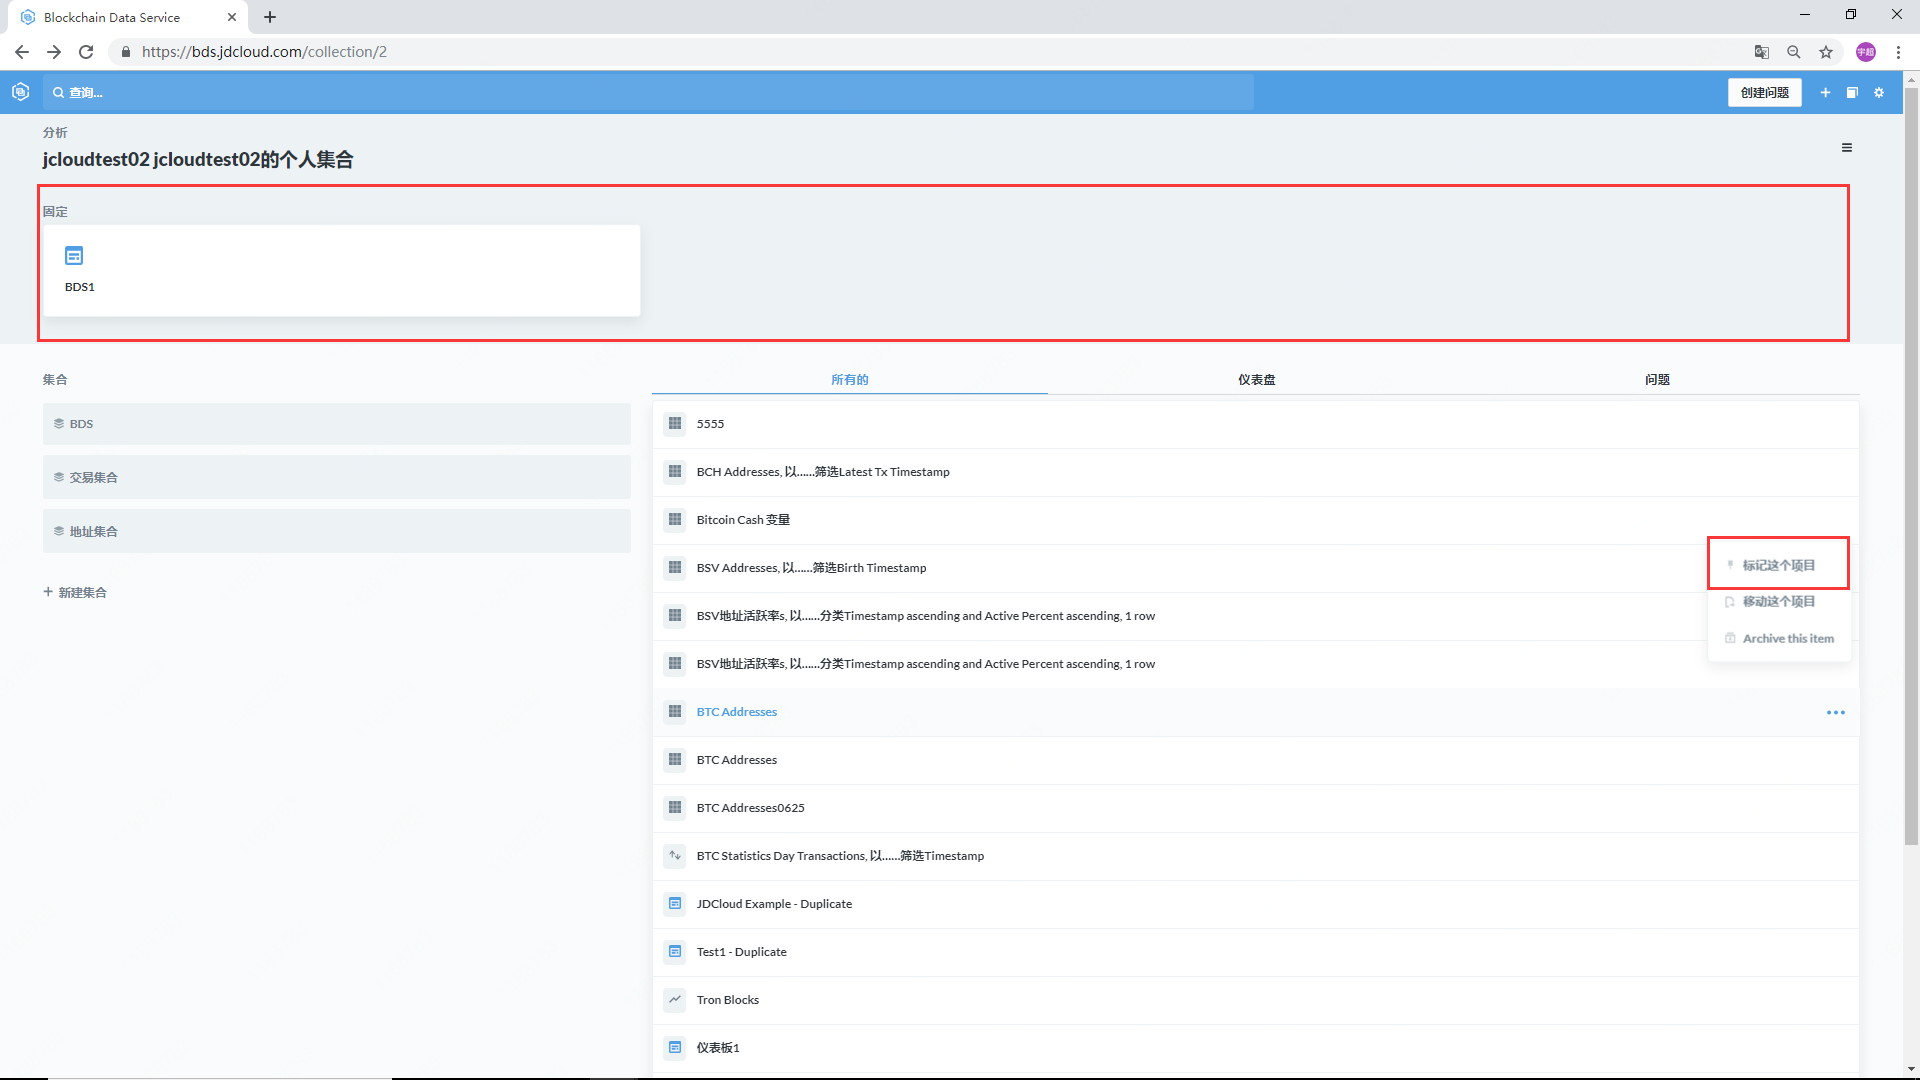 Blockchain Data Service
https://bds.jdcloud.com/collection/2
宇超
查询...
创建问题
分析
jcloudtest02 jcloudtest02的个人集合
固定
BDS1
集合
BDS
交易集合
地址集合
新建集合
所有的
仪表盘
问题
5555
BCH Addresses, 以……筛选Latest Tx Timestamp
Bitcoin Cash 变量
BSV Addresses, 以……筛选Birth Timestamp
BSV地址活跃率s, 以……分类Timestamp ascending and Active Percent ascending, 1 row
BSV地址活跃率s, 以……分类Timestamp ascending and Active Percent ascending, 1 row
标记这个项目
移动这个项目
Archive this item
BTC Addresses
BTC Addresses
BTC Addresses0625
BTC Statistics Day Transactions, 以……筛选Timestamp
JDCloud Example - Duplicate
Test1 - Duplicate
Tron Blocks
仪表板1